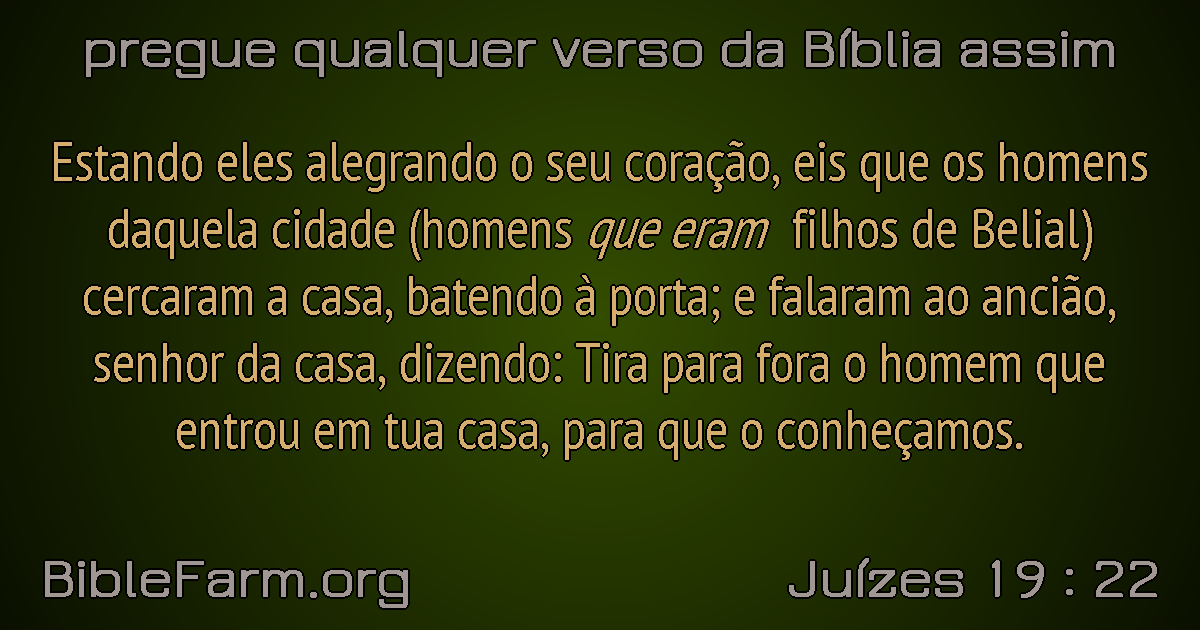 pregue qualquer verso da Bíblia assim
Estando eles alegrando o seu coração, eis que os homens
daquela cidade (homens que eram filhos de Belial)
cercaram a casa, batendo à porta; e falaram ao ancião,
senhor da casa, dizendo: Tira para fora o homem que
entrou em tua casa, para que o conheçamos.
BibleFarm.org
Juízes 19 : 22